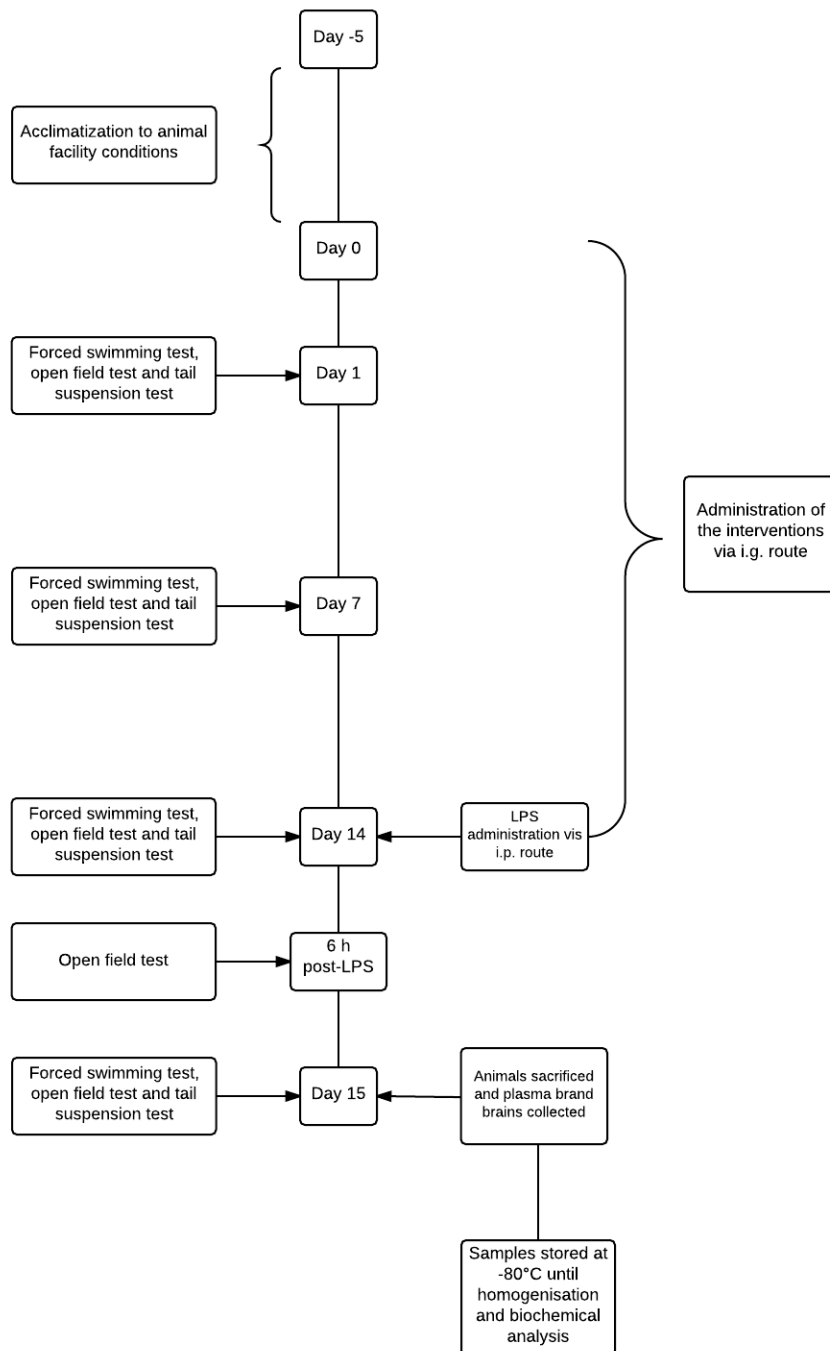 Day -5
Acclimatization to animal
facility conditions
Day 0
Forced swimming test,
open field test and tail
suspension test
Day 1
Administration of
the interventions
via i.g. route
Forced swimming test,
open field test and tail
suspension test
Day 7
Forced swimming test,
open field test and tail
suspension test
Day 14
LPS
administration vis
i.p. route
Open field test
6 h
post-LPS
Forced swimming test,
open field test and tail
suspension test
Day 15
Animals sacrificed
and plasma brand
brains collected
Samples stored at
-80°C until
homogenisation
and biochemical
analysis